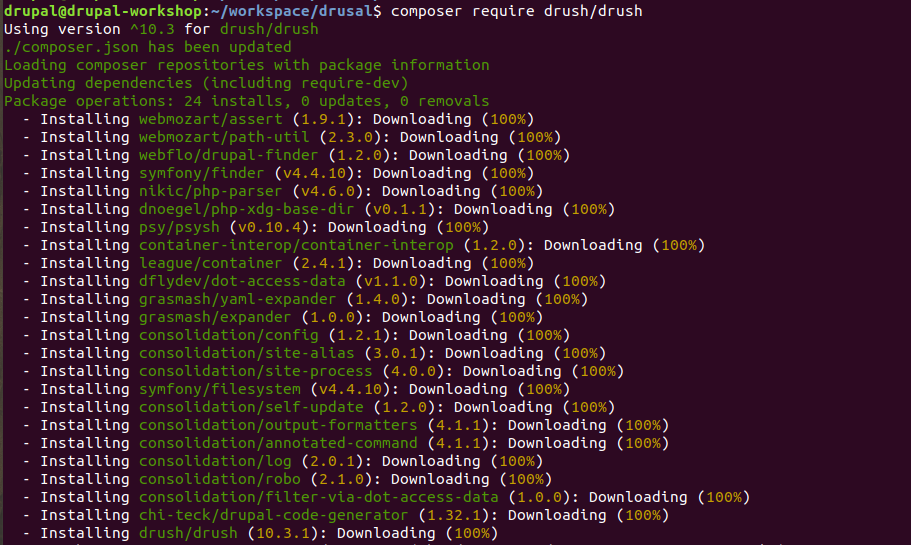 drupal@drupal-workshop:~/workspace/drusal$ composer require drush/drush
Using version ^10.3 for drush/drush
./composer.json has been updated
Loading composer repositories with package information
Updating dependencies (including require-dev)
Package operations: 24 installs, 0 updates, 0 removals
  - Installing webmozart/assert (1.9.1): Downloading (100%)
  - Installing webmozart/path-util (2.3.0): Downloading (100%)
  - Installing webflo/drupal-finder (1.2.0): Downloading (100%)
  - Installing symfony/finder (v4.4.10): Downloading (100%)
  - Installing nikic/php-parser (v4.6.0): Downloading (100%)
  - Installing dnoegel/php-xdg-base-dir (v0.1.1): Downloading (100%)
  - Installing psy/psysh (v0.10.4): Downloading (100%)
  - Installing container-interop/container-interop (1.2.0): Downloading (100%)
  - Installing league/container (2.4.1): Downloading (100%)
  - Installing dflydev/dot-access-data (v1.1.0): Downloading (100%)
  - Installing grasmash/yaml-expander (1.4.0): Downloading (100%)
  - Installing grasmash/expander (1.0.0): Downloading (100%)
  - Installing consolidation/config (1.2.1): Downloading (100%)
  - Installing consolidation/site-alias (3.0.1): Downloading (100%)
  - Installing consolidation/site-process (4.0.0): Downloading (100%)
  - Installing symfony/filesystem (v4.4.10): Downloading (100%)
  - Installing consolidation/self-update (1.2.0): Downloading (100%)
  - Installing consolidation/output-formatters (4.1.1): Downloading (100%)
  - Installing consolidation/annotated-command (4.1.1): Downloading (100%)
  - Installing consolidation/log (2.0.1): Downloading (100%)
  - Installing consolidation/robo (2.1.0): Downloading (100%)
  - Installing consolidation/filter-via-dot-access-data (1.0.0): Downloading (100%)
  - Installing chi-teck/drupal-code-generator (1.32.1): Downloading (100%)
  - Installing drush/drush (10.3.1): Downloading (100%)